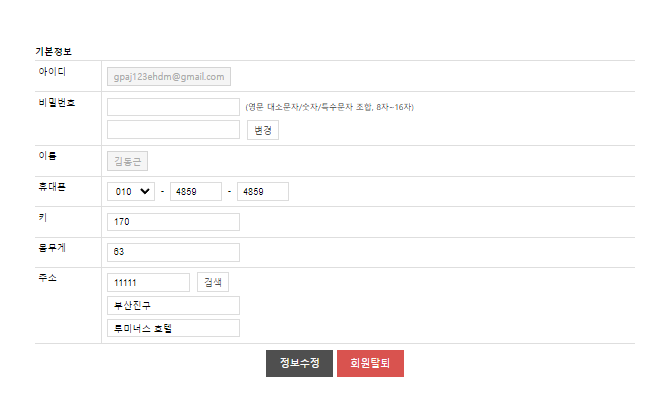 기본정보
아이디 gpaj123ehdm@gmail.com
비밀번호 (영문 대소문자/숫자/특수문자 조합, 8자~16자)
변경
이름 김동근
휴대폰 010 - 4859 - 4859
키 170
몸무게 63
주소 11111 검색
부산진구
루미너스 호텔
정보수정 회원탈퇴